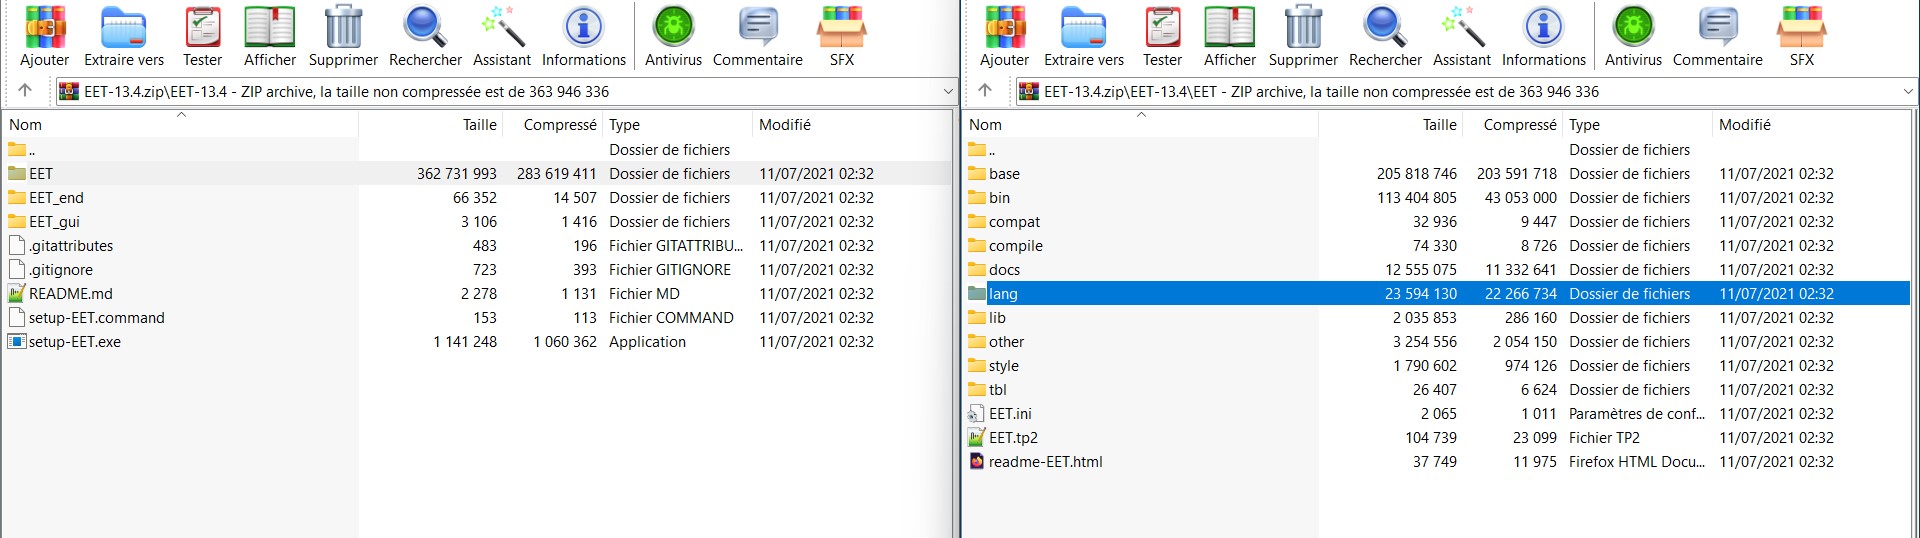 Ajouter Extraire vers Tester Afficher Supprimer Rechercher Assistant Informations Antivirus Commentaire SFX
EET-13.4.zip\EET-13.4 - ZIP archive, la taille non compressée est de 363 946 336
Nom Taille Compressé Type Modifié
.. Dossier de fichiers
EET 362 731 993 283 619 411 Dossier de fichiers 11/07/2021 02:32
EET_end 66 352 14 507 Dossier de fichiers 11/07/2021 02:32
EET_gui 3 106 1 416 Dossier de fichiers 11/07/2021 02:32
.gitattributes 483 196 Fichier GITATTRIBU... 11/07/2021 02:32
.gitignore 723 393 Fichier GITIGNORE 11/07/2021 02:32
README.md 2 278 1 131 Fichier MD 11/07/2021 02:32
setup-EET.command 153 113 Fichier COMMAND 11/07/2021 02:32
setup-EET.exe 1 141 248 1 060 362 Application 11/07/2021 02:32
Ajouter Extraire vers Tester Afficher Supprimer Rechercher Assistant Informations Antivirus Commentaire SFX
EET-13.4.zip\EET-13.4\EET - ZIP archive, la taille non compressée est de 363 946 336
Nom Taille Compressé Type Modifié
.. Dossier de fichiers
base 205 818 746 203 591 718 Dossier de fichiers 11/07/2021 02:32
bin 113 404 805 43 053 000 Dossier de fichiers 11/07/2021 02:32
compat 32 936 9 447 Dossier de fichiers 11/07/2021 02:32
compile 74 330 8 726 Dossier de fichiers 11/07/2021 02:32
docs 12 555 075 11 332 641 Dossier de fichiers 11/07/2021 02:32
lang 23 594 130 22 266 734 Dossier de fichiers 11/07/2021 02:32
lib 2 035 853 286 160 Dossier de fichiers 11/07/2021 02:32
other 3 254 556 2 054 150 Dossier de fichiers 11/07/2021 02:32
style 1 790 602 974 126 Dossier de fichiers 11/07/2021 02:32
tbl 26 407 6 624 Dossier de fichiers 11/07/2021 02:32
EET.ini 2 065 1 011 Paramètres de conf... 11/07/2021 02:32
EET.tp2 104 739 23 099 Fichier TP2 11/07/2021 02:32
readme-EET.html 37 749 11 975 Firefox HTML Docu... 11/07/2021 02:32